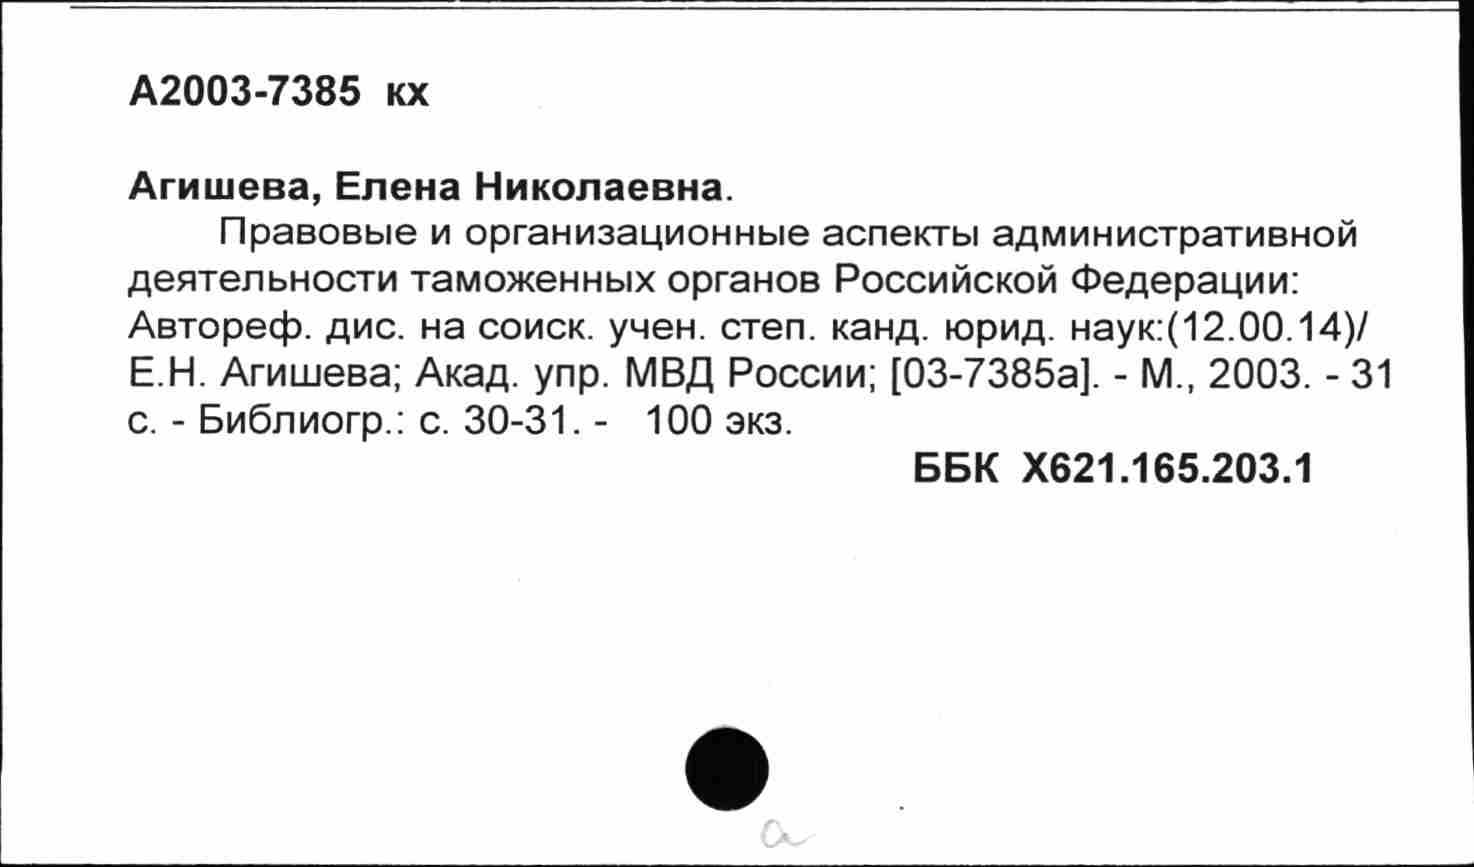 А2003-7385 кх
Агишева, Елена Николаевна.
Правовые и организационные аспекты административной
деятельности таможенных органов Российской Федерации:
Автореф. дис. на соиск. учен. степ. канд. юрид. наук:(12.00.14)/
Е.Н. Агишева; Акад. упр. МВД России; [03-7385а]. - М., 2003. - 31
с. - Библиогр.: с. 30-31. - 100 экз.
ББК Х621.165.203.1
а